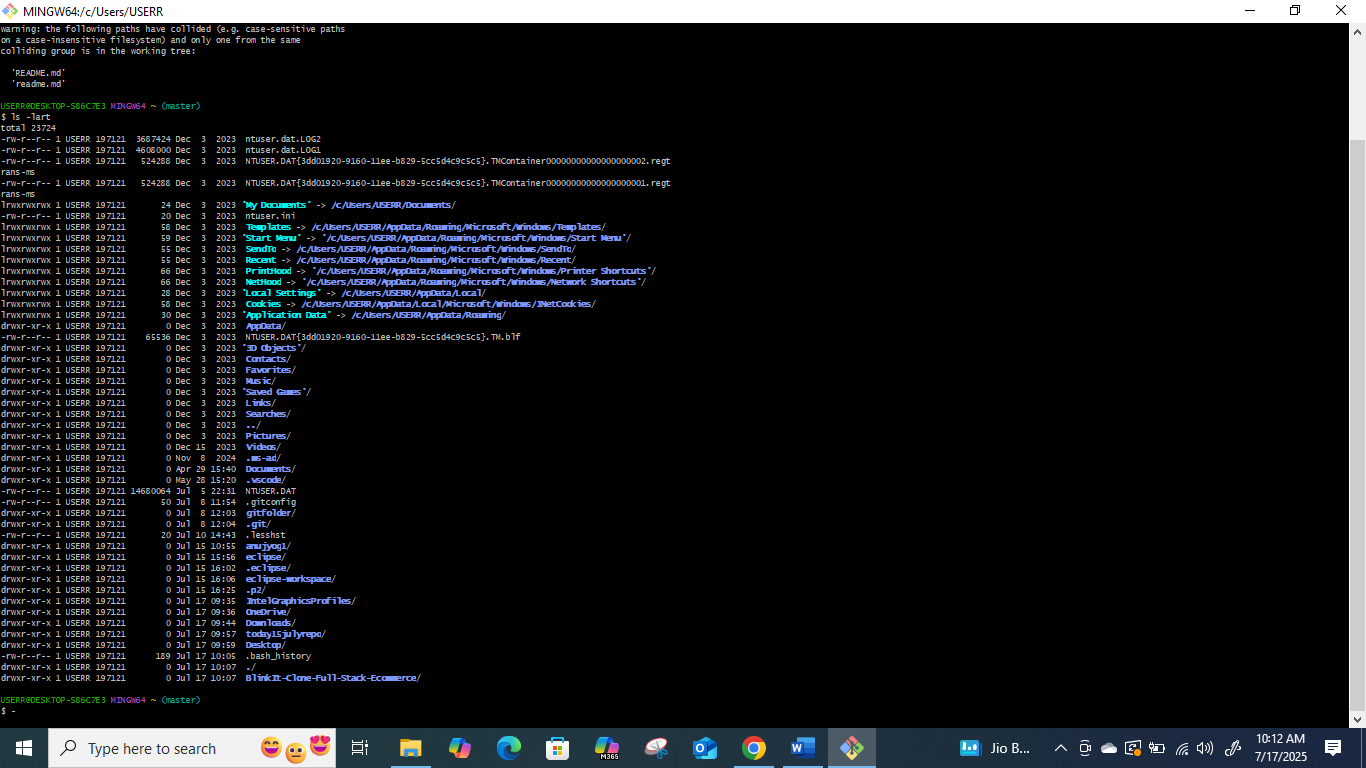 MINGW64:/c/Users/USERR
warning: the following paths have collided (e.g. case-sensitive paths
on a case-insensitive filesystem) and only one from the same
colliding group is in the working tree:
'README.md'
'readme.md'
USERR@DESKTOP-S86C7E3 MINGW64 ~ (master)
$ ls -lart
total 23724
-rw-r--r-- 1 USERR 197121 3687424 Dec 3 2023 ntuser.dat.LOG2
-rw-r--r-- 1 USERR 197121 4608000 Dec 3 2023 ntuser.dat.LOG1
-rw-r--r-- 1 USERR 197121 524288 Dec 3 2023 NTUSER.DAT{3dd01920-9160-11ee-b829-5cc5d4c9c5c5}.TMContainer00000000000000000002.regt
rans-ms
-rw-r--r-- 1 USERR 197121 524288 Dec 3 2023 NTUSER.DAT{3dd01920-9160-11ee-b829-5cc5d4c9c5c5}.TMContainer00000000000000000001.regt
rans-ms
lrwxrwxrwx 1 USERR 197121 24 Dec 3 2023 'My Documents' -> /c/Users/USERR/Documents/
-rw-r--r-- 1 USERR 197121 20 Dec 3 2023 ntuser.ini
lrwxrwxrwx 1 USERR 197121 58 Dec 3 2023 Templates -> /c/Users/USERR/AppData/Roaming/Microsoft/Windows/Templates/
lrwxrwxrwx 1 USERR 197121 59 Dec 3 2023 'Start Menu' -> '/c/Users/USERR/AppData/Roaming/Microsoft/Windows/Start Menu'/
lrwxrwxrwx 1 USERR 197121 55 Dec 3 2023 SendTo -> /c/Users/USERR/AppData/Roaming/Microsoft/Windows/SendTo/
lrwxrwxrwx 1 USERR 197121 55 Dec 3 2023 Recent -> /c/Users/USERR/AppData/Roaming/Microsoft/Windows/Recent/
lrwxrwxrwx 1 USERR 197121 66 Dec 3 2023 PrintHood -> '/c/Users/USERR/AppData/Roaming/Microsoft/Windows/Printer Shortcuts'/
lrwxrwxrwx 1 USERR 197121 66 Dec 3 2023 NetHood -> '/c/Users/USERR/AppData/Roaming/Microsoft/Windows/Network Shortcuts'/
lrwxrwxrwx 1 USERR 197121 28 Dec 3 2023 'Local Settings' -> /c/Users/USERR/AppData/Local/
lrwxrwxrwx 1 USERR 197121 58 Dec 3 2023 Cookies -> /c/Users/USERR/AppData/Local/Microsoft/Windows/INetCookies/
lrwxrwxrwx 1 USERR 197121 30 Dec 3 2023 'Application Data' -> /c/Users/USERR/AppData/Roaming/
drwxr-xr-x 1 USERR 197121 0 Dec 3 2023 AppData/
-rw-r--r-- 1 USERR 197121 65536 Dec 3 2023 NTUSER.DAT{3dd01920-9160-11ee-b829-5cc5d4c9c5c5}.TM.blf
drwxr-xr-x 1 USERR 197121 0 Dec 3 2023 '3D Objects'/
drwxr-xr-x 1 USERR 197121 0 Dec 3 2023 Contacts/
drwxr-xr-x 1 USERR 197121 0 Dec 3 2023 Favorites/
drwxr-xr-x 1 USERR 197121 0 Dec 3 2023 Music/
drwxr-xr-x 1 USERR 197121 0 Dec 3 2023 'Saved Games'/
drwxr-xr-x 1 USERR 197121 0 Dec 3 2023 Links/
drwxr-xr-x 1 USERR 197121 0 Dec 3 2023 Searches/
drwxr-xr-x 1 USERR 197121 0 Dec 3 2023 ../
drwxr-xr-x 1 USERR 197121 0 Dec 3 2023 Pictures/
drwxr-xr-x 1 USERR 197121 0 Dec 15 2023 Videos/
drwxr-xr-x 1 USERR 197121 0 Nov 8 2024 .ms-ad/
drwxr-xr-x 1 USERR 197121 0 Apr 29 15:40 Documents/
drwxr-xr-x 1 USERR 197121 0 May 28 15:20 .vscode/
-rw-r--r-- 1 USERR 197121 14680064 Jul 5 22:31 NTUSER.DAT
-rw-r--r-- 1 USERR 197121 50 Jul 8 11:54 .gitconfig
drwxr-xr-x 1 USERR 197121 0 Jul 8 12:03 gitfolder/
drwxr-xr-x 1 USERR 197121 0 Jul 8 12:04 .git/
-rw-r--r-- 1 USERR 197121 20 Jul 10 14:43 .lesshst
drwxr-xr-x 1 USERR 197121 0 Jul 15 10:55 anujyog1/
drwxr-xr-x 1 USERR 197121 0 Jul 15 15:56 eclipse/
drwxr-xr-x 1 USERR 197121 0 Jul 15 16:02 .eclipse/
drwxr-xr-x 1 USERR 197121 0 Jul 15 16:06 eclipse-workspace/
drwxr-xr-x 1 USERR 197121 0 Jul 15 16:25 .p2/
drwxr-xr-x 1 USERR 197121 0 Jul 17 09:35 IntelGraphicsProfiles/
drwxr-xr-x 1 USERR 197121 0 Jul 17 09:36 OneDrive/
drwxr-xr-x 1 USERR 197121 0 Jul 17 09:44 Downloads/
drwxr-xr-x 1 USERR 197121 0 Jul 17 09:57 today15julyrepo/
drwxr-xr-x 1 USERR 197121 0 Jul 17 09:59 Desktop/
-rw-r--r-- 1 USERR 197121 189 Jul 17 10:05 .bash_history
drwxr-xr-x 1 USERR 197121 0 Jul 17 10:07 ./
drwxr-xr-x 1 USERR 197121 0 Jul 17 10:07 BlinkIt-Clone-Full-Stack-Ecommerce/
USERR@DESKTOP-S86C7E3 MINGW64 ~ (master)
$ -
Type here to search
M365
Jio B...
10:12 AM
7/17/2025